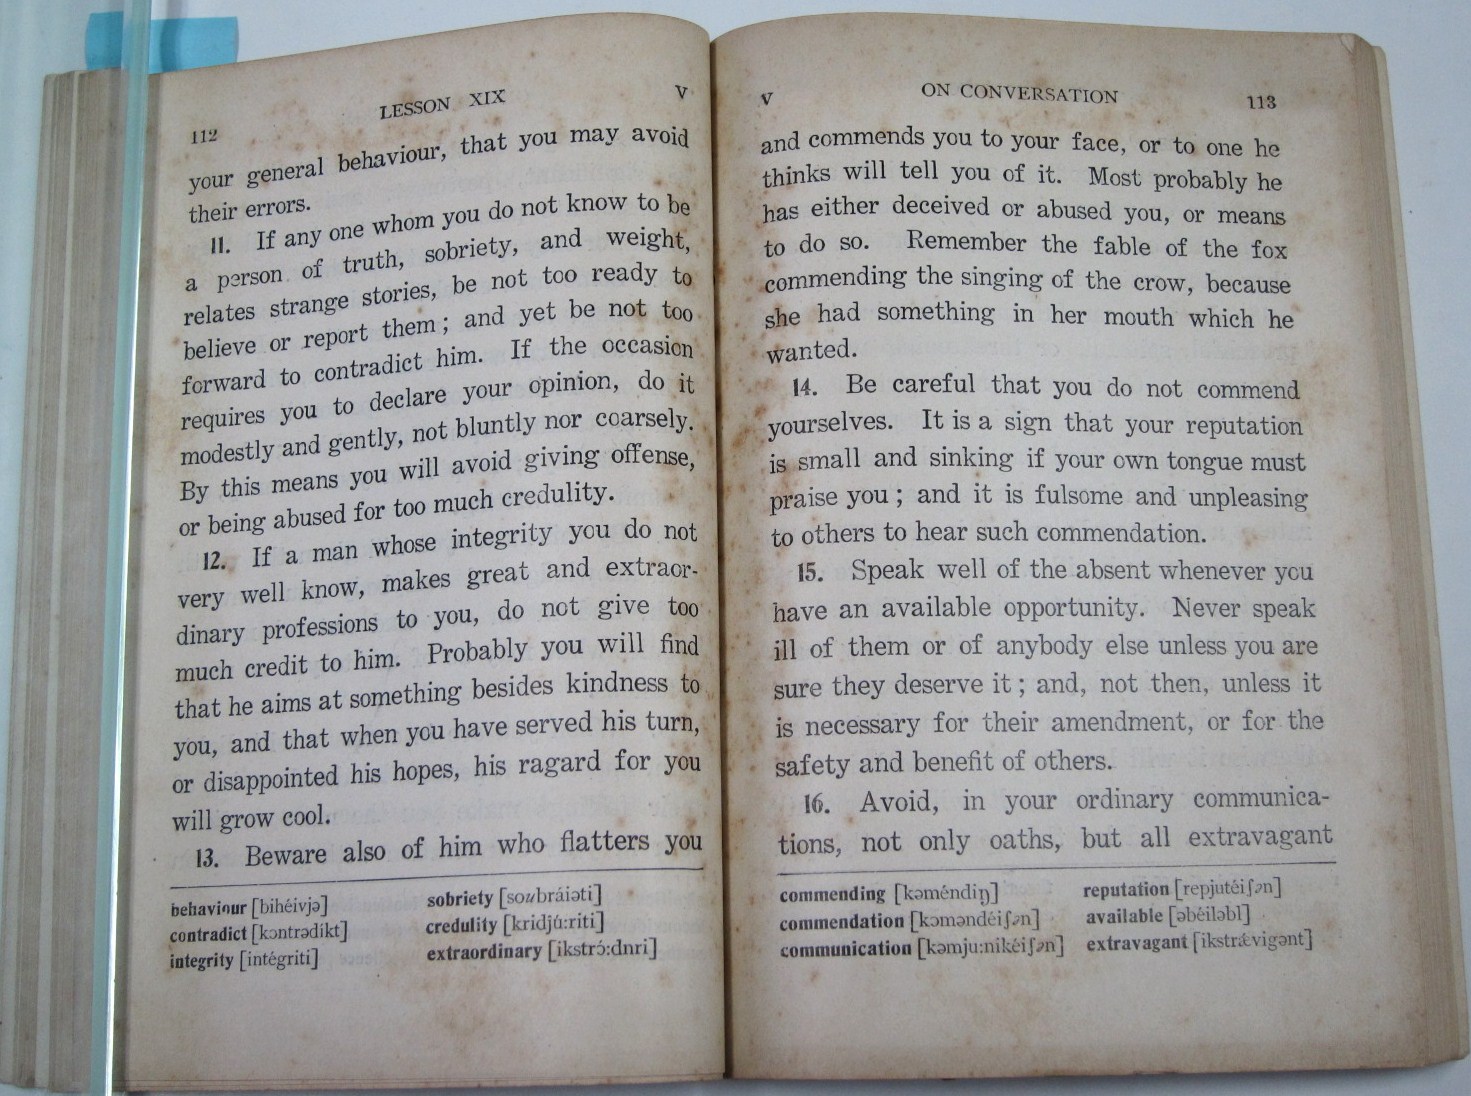 112
LESSON XIX
V
your general behaviour, that you may avoid
their errors.
11. If any one whom you do not know to be
a person of truth, sobriety, and weight,
relates strange stories, be not too ready to
believe or report them; and yet be not too
forward to contradict him. If the occasion
requires you to declare your opinion, do it
modestly and gently, not bluntly nor coarsely.
By this means you will avoid giving offense,
or being abused for too much credulity.
12. If a man whose integrity you do not
very well know, makes great and extraor-
dinary professions to you, do not give too
much credit to him. Probably you will find
that he aims at something besides kindness to
you, and that when you have served his turn,
or disappointed his hopes, his ragard for you
will grow cool.
13. Beware also of him who flatters you
behaviour [bihéivjə] sobriety [soubráiəti]
contradict [kɔntrədikt] credulity [kridjú:riti]
integrity [intégriti] extraordinary [ikstrɔ́:dnri]
V
ON CONVERSATION
113
and commends you to your face, or to one he
thinks will tell you of it. Most probably he
has either deceived or abused you, or means
to do so. Remember the fable of the fox
commending the singing of the crow, because
she had something in her mouth which he
wanted.
14. Be careful that you do not commend
yourselves. It is a sign that your reputation
is small and sinking if your own tongue must
praise you; and it is fulsome and unpleasing
to others to hear such commendation.
15. Speak well of the absent whenever you
have an available opportunity. Never speak
ill of them or of anybody else unless you are
sure they deserve it; and, not then, unless it
is necessary for their amendment, or for the
safety and benefit of others.
16. Avoid, in your ordinary communica-
tions, not only oaths, but all extravagant
commending [kəméndiŋ] reputation [repjutéiʃən]
commendation [kɔməndéiʃən] available [əbéiləbl]
communication [kəmju:nikéiʃən] extravagant [ikstrǽvigənt]